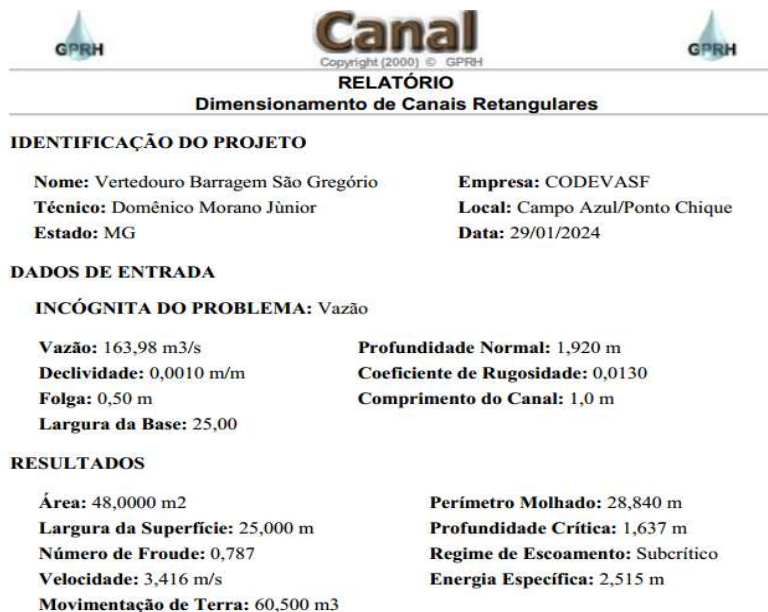 GPRH Canal GPRH
Copyright (2000) © GPRH
RELATÓRIO
Dimensionamento de Canais Retangulares
IDENTIFICAÇÃO DO PROJETO
Nome: Vertedouro Barragem São Gregório Empresa: CODEVASF
Técnico: Domênico Morano Jùnior Local: Campo Azul/Ponto Chique
Estado: MG Data: 29/01/2024
DADOS DE ENTRADA
INCÓGNITA DO PROBLEMA: Vazão
Vazão: 163,98 m3/s Profundidade Normal: 1,920 m
Declividade: 0,0010 m/m Coeficiente de Rugosidade: 0,0130
Folga: 0,50 m Comprimento do Canal: 1,0 m
Largura da Base: 25,00
RESULTADOS
Área: 48,0000 m2 Perímetro Molhado: 28,840 m
Largura da Superfície: 25,000 m Profundidade Crítica: 1,637 m
Número de Froude: 0,787 Regime de Escoamento: Subcrítico
Velocidade: 3,416 m/s Energia Específica: 2,515 m
Movimentação de Terra: 60,500 m3